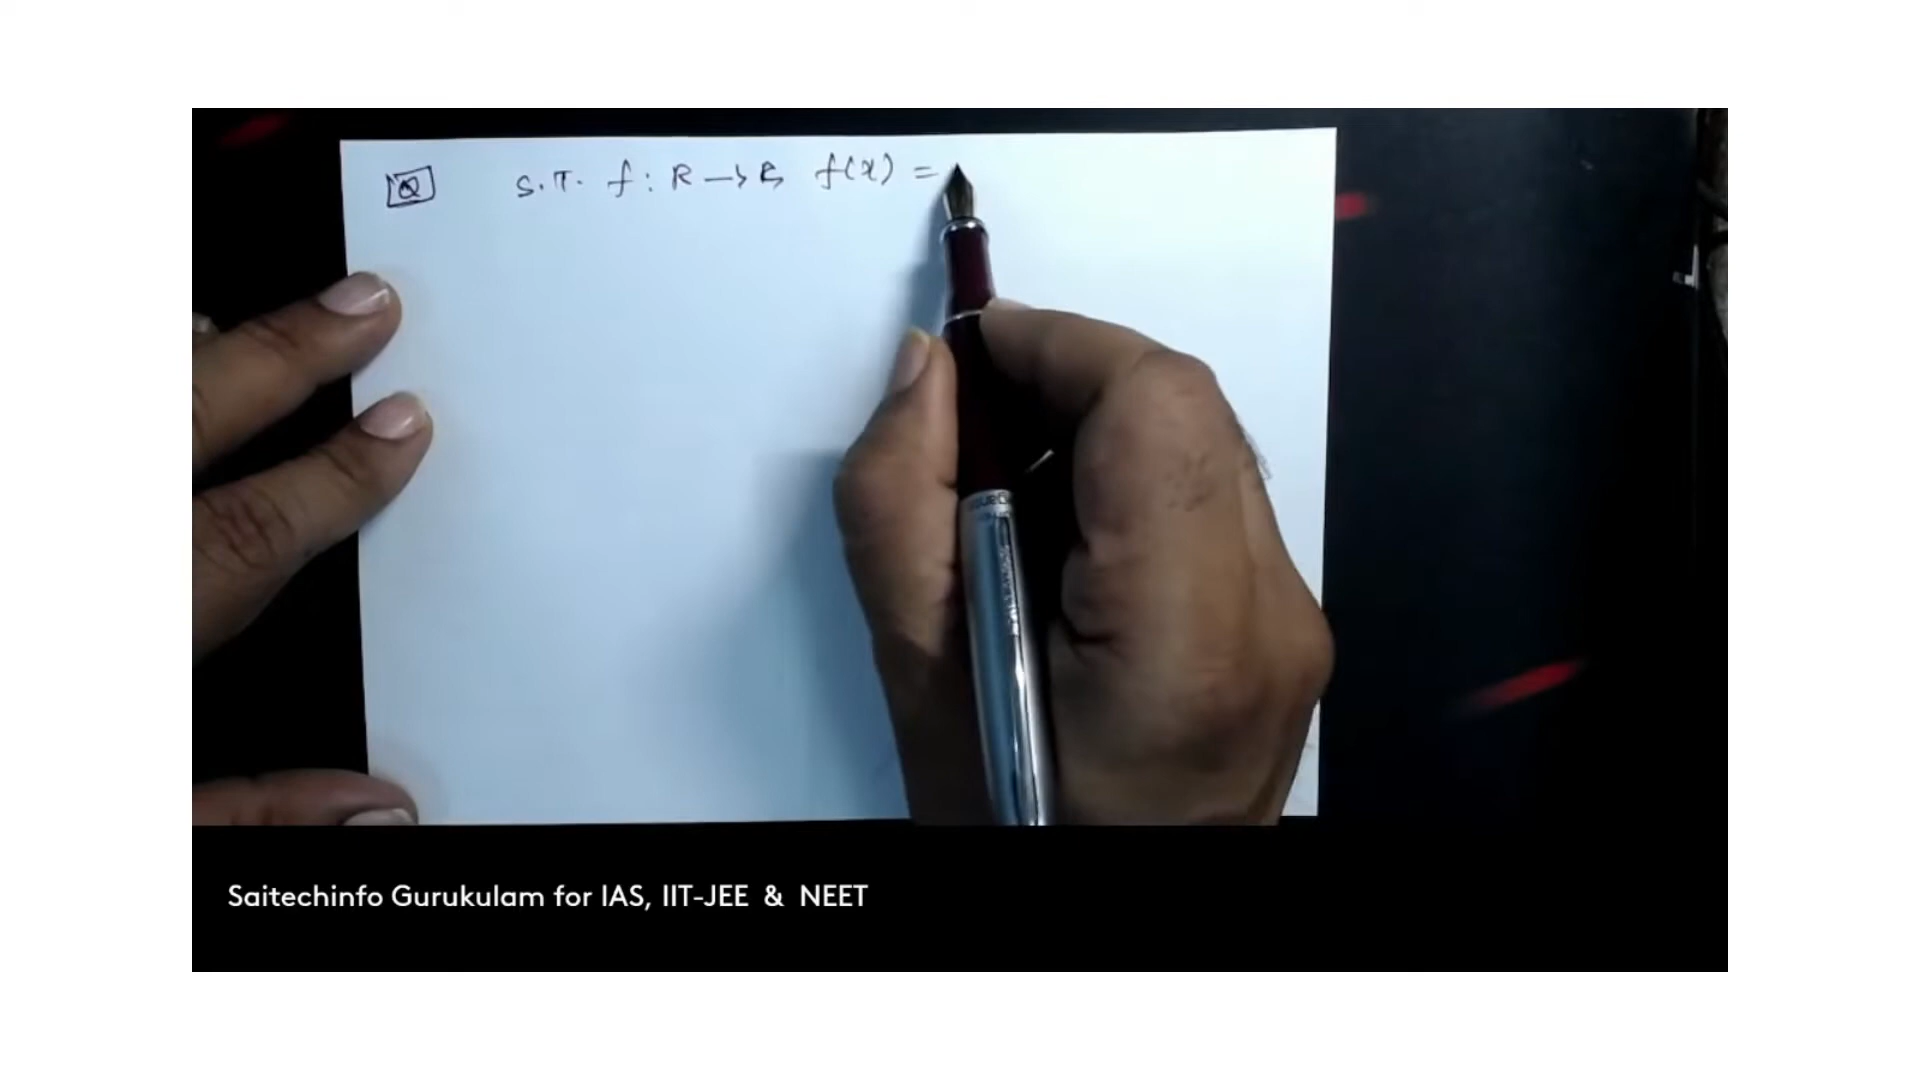 Q S.T. f: R → R, f(x) =
Saitechinfo Gurukulam for IAS, IIT-JEE & NEET